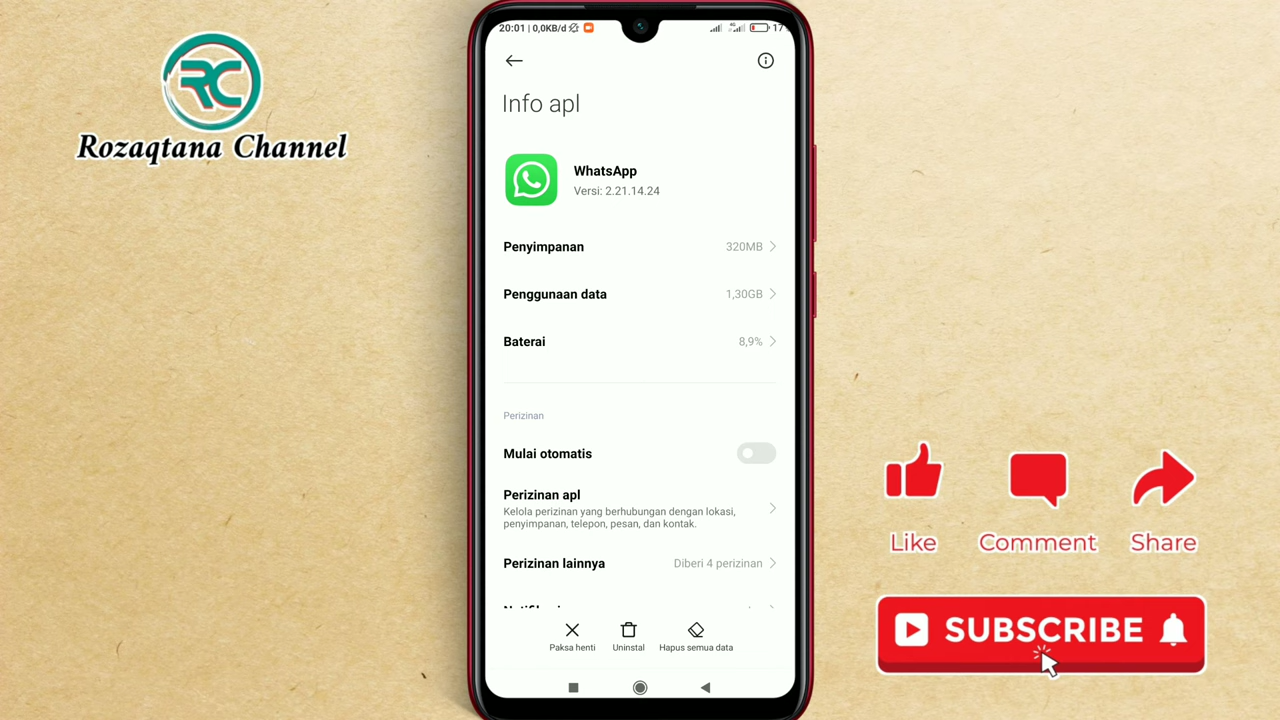 RC
Rozaqtana Channel
20:01 | 0,0KB/d
4G
17
Info apl
WhatsApp
Versi: 2.21.14.24
Penyimpanan 320MB
Penggunaan data 1,30GB
Baterai 8,9%
Perizinan
Mulai otomatis
Perizinan apl
Kelola perizinan yang berhubungan dengan lokasi,
penyimpanan, telepon, pesan, dan kontak.
Perizinan lainnya Diberi 4 perizinan
Paksa henti Uninstal Hapus semua data
Like Comment Share
SUBSCRIBE